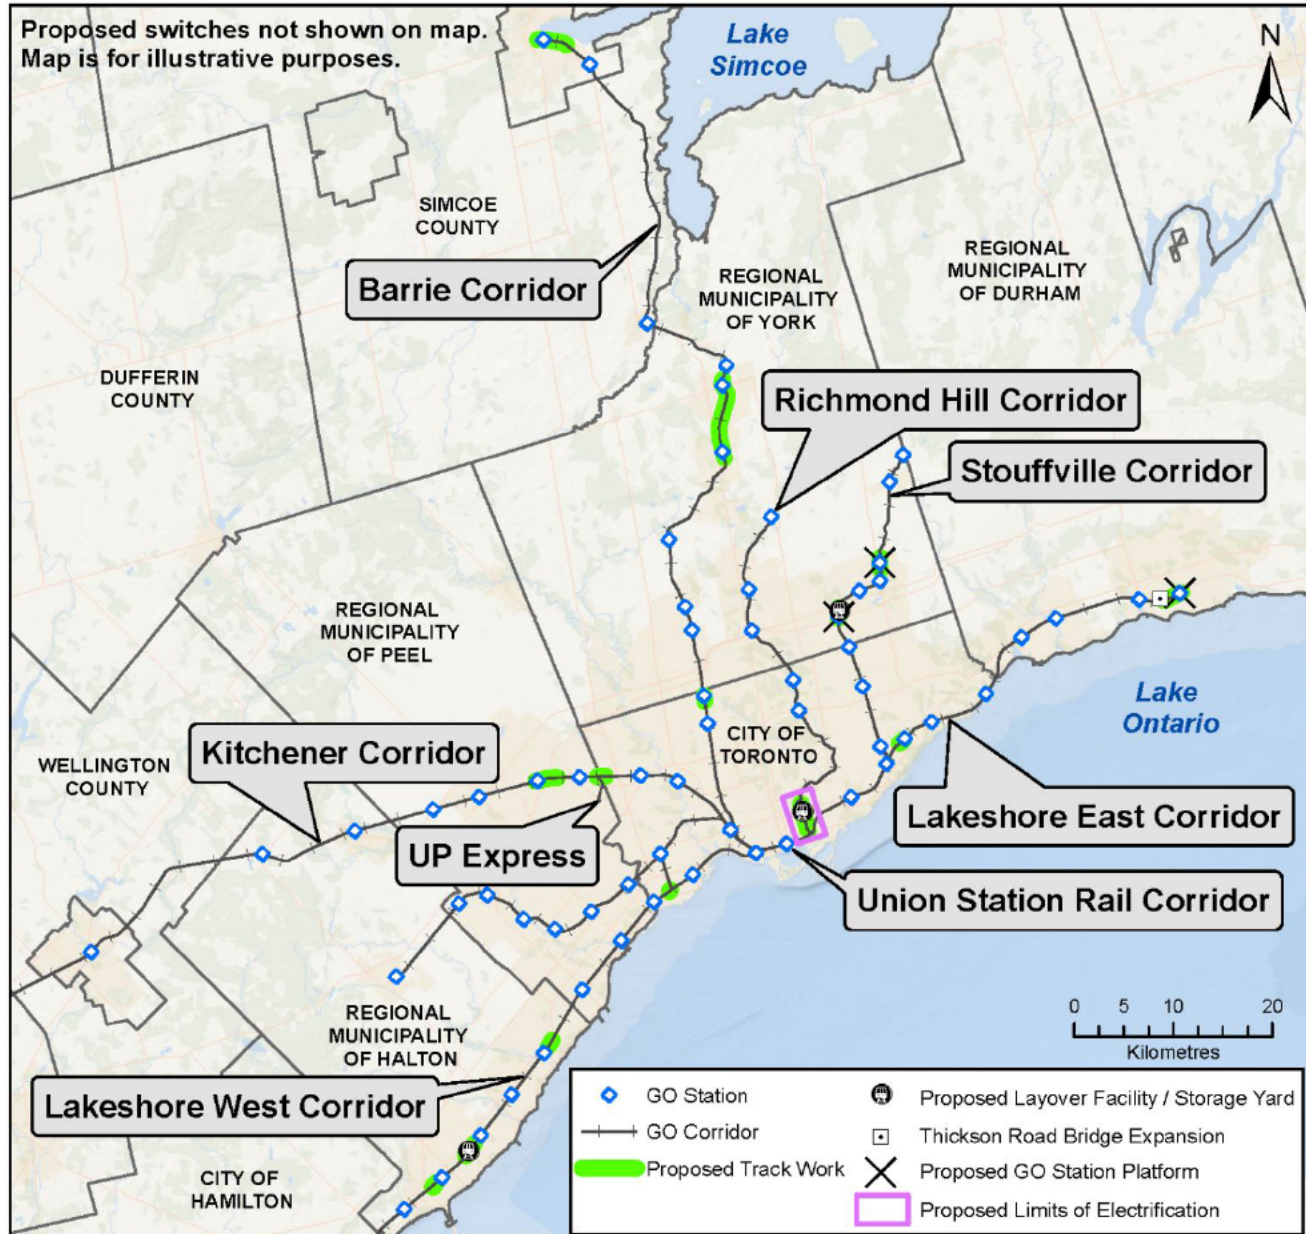 Proposed switches not shown on map.
Map is for illustrative purposes.
Lake
Simcoe
N
SIMCOE
COUNTY
Barrie Corridor
REGIONAL
MUNICIPALITY
OF YORK
REGIONAL
MUNICIPALITY
OF DURHAM
DUFFERIN
COUNTY
Richmond Hill Corridor
Stouffville Corridor
REGIONAL
MUNICIPALITY
OF PEEL
Lake
Ontario
CITY OF
TORONTO
Kitchener Corridor
WELLINGTON
COUNTY
UP Express
Lakeshore East Corridor
Union Station Rail Corridor
REGIONAL
MUNICIPALITY
OF HALTON
0 5 10 20
Kilometres
Lakeshore West Corridor
CITY OF
HAMILTON
GO Station
GO Corridor
Proposed Track Work
Proposed Layover Facility / Storage Yard
Thickson Road Bridge Expansion
Proposed GO Station Platform
Proposed Limits of Electrification